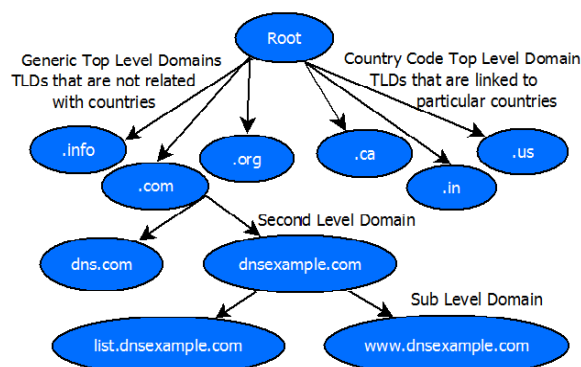 Root
Generic Top Level Domains
TLDs that are not related
with countries
Country Code Top Level Domain
TLDs that are linked to
particular countries
.info
.com
.org
.ca
.in
.us
Second Level Domain
dns.com
dnsexample.com
Sub Level Domain
list.dnsexample.com
www.dnsexample.com